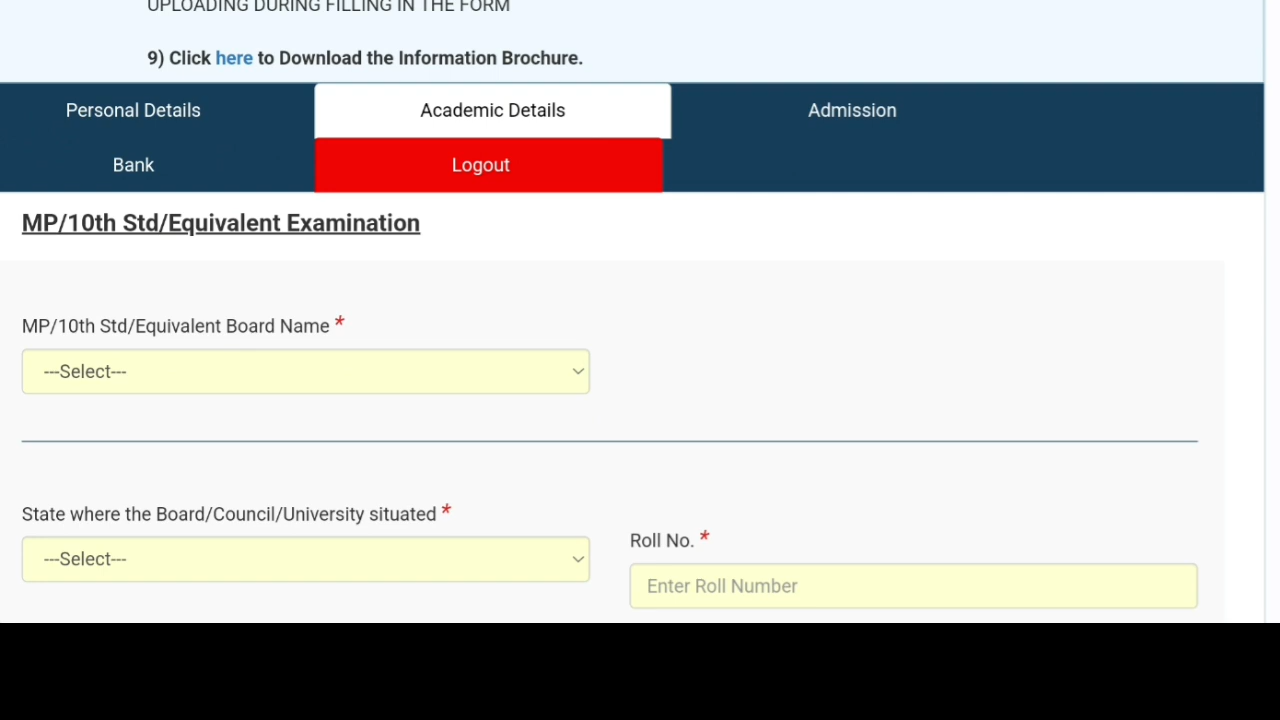 UPLOADING DURING FILLING IN THE FORM
9) Click here to Download the Information Brochure.
Personal Details
Academic Details
Admission
Bank
Logout
MP/10th Std/Equivalent Examination
MP/10th Std/Equivalent Board Name *
---Select---
State where the Board/Council/University situated *
---Select---
Roll No. *
Enter Roll Number